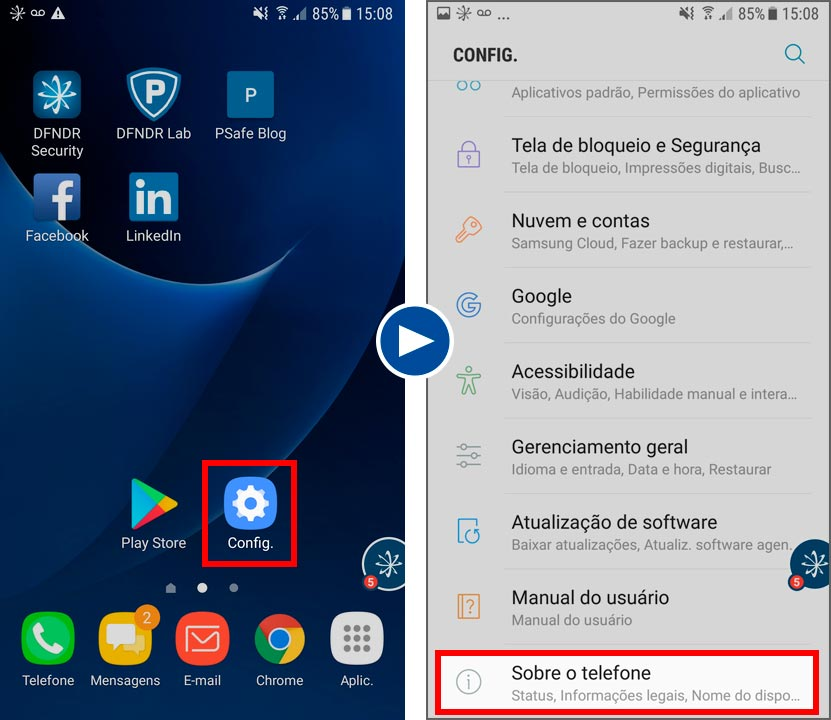 85% 15:08
DFNDR
Security
DFNDR Lab
P
PSafe Blog
Facebook
in
LinkedIn
Play Store
Config.
5
2
Telefone
Mensagens
E-mail
Chrome
Aplic.
... 85% 15:08
CONFIG.
Aplicativos padrão, Permissões do aplicativo
Tela de bloqueio e Segurança
Tela de bloqueio, Impressões digitais, Busc...
Nuvem e contas
Samsung Cloud, Fazer backup e restaurar,...
Google
Configurações do Google
Acessibilidade
Visão, Audição, Habilidade manual e intera...
Gerenciamento geral
Idioma e entrada, Data e hora, Restaurar
Atualização de software
Baixar atualizações, Atualiz. software agen.
5
Manual do usuário
Manual do usuário
Sobre o telefone
Status, Informações legais, Nome do dispo...